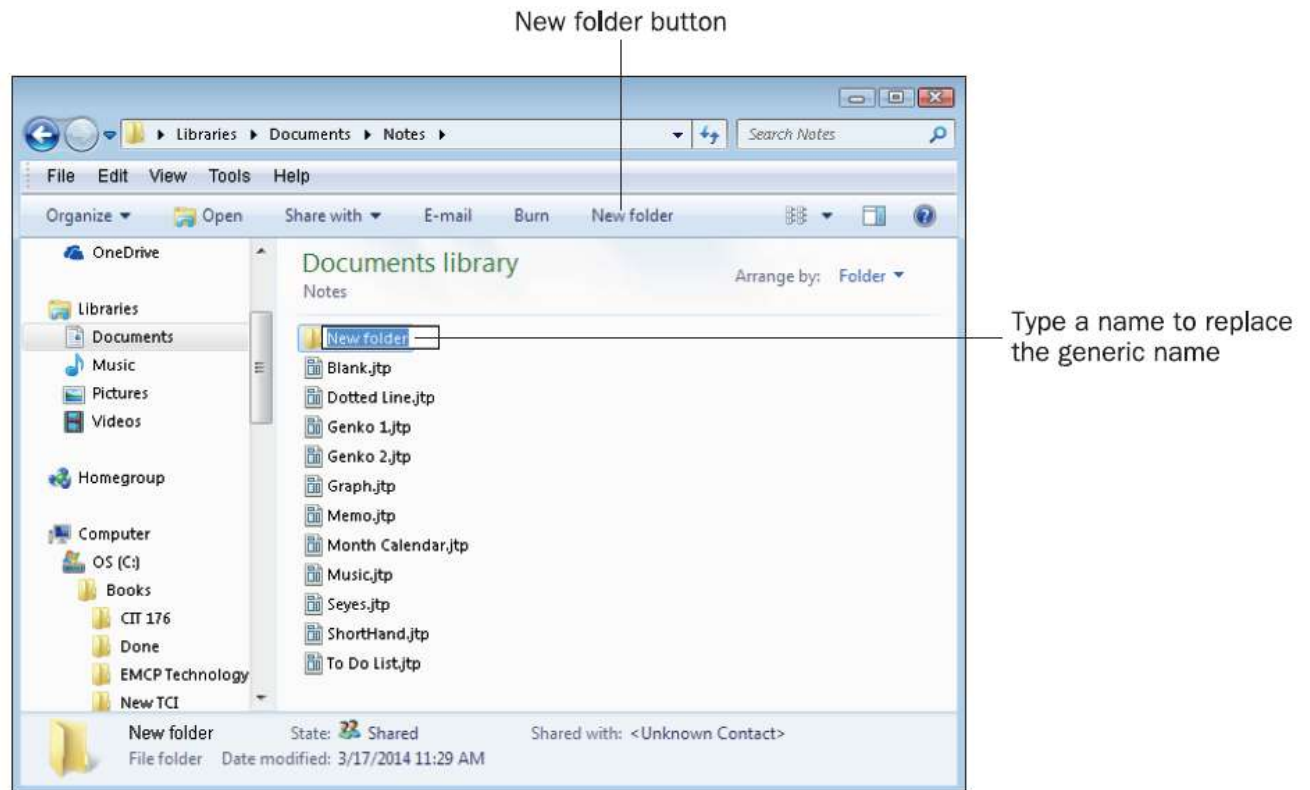 New folder button
Libraries Documents Notes
Search Notes
File Edit View Tools Help
Organize Open Share with E-mail Burn New folder
OneDrive
Libraries
Documents
Music
Pictures
Videos
Homegroup
Computer
OS (C:)
Books
CIT 176
Done
EMCP Technology
New TCI
Documents library
Notes
Arrange by: Folder
New folder
Blank.jtp
Dotted Line.jtp
Genko 1.jtp
Genko 2.jtp
Graph.jtp
Memo.jtp
Month Calendar.jtp
Music.jtp
Seyes.jtp
ShortHand.jtp
To Do List.jtp
Type a name to replace
the generic name
New folder State: Shared Shared with: <Unknown Contact>
File folder Date modified: 3/17/2014 11:29 AM